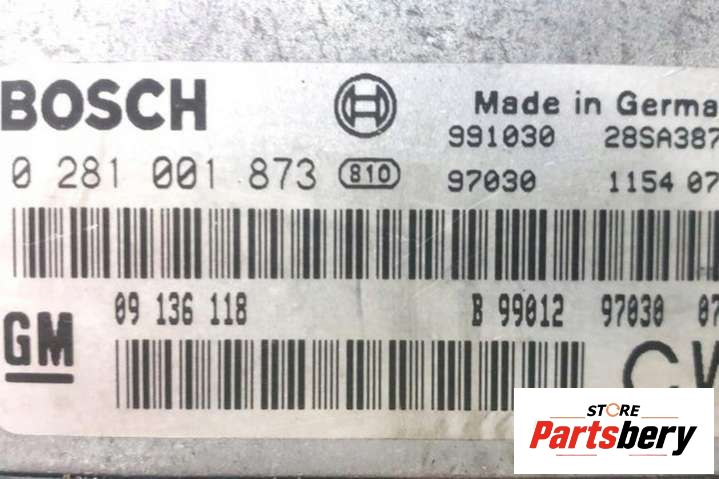 BOSCH Made in Germa
991030 28SA387
0 281 001 873 810 97030 1154 07
09 136 118 B 99012 97030 07
GM
STORE
Partsbery